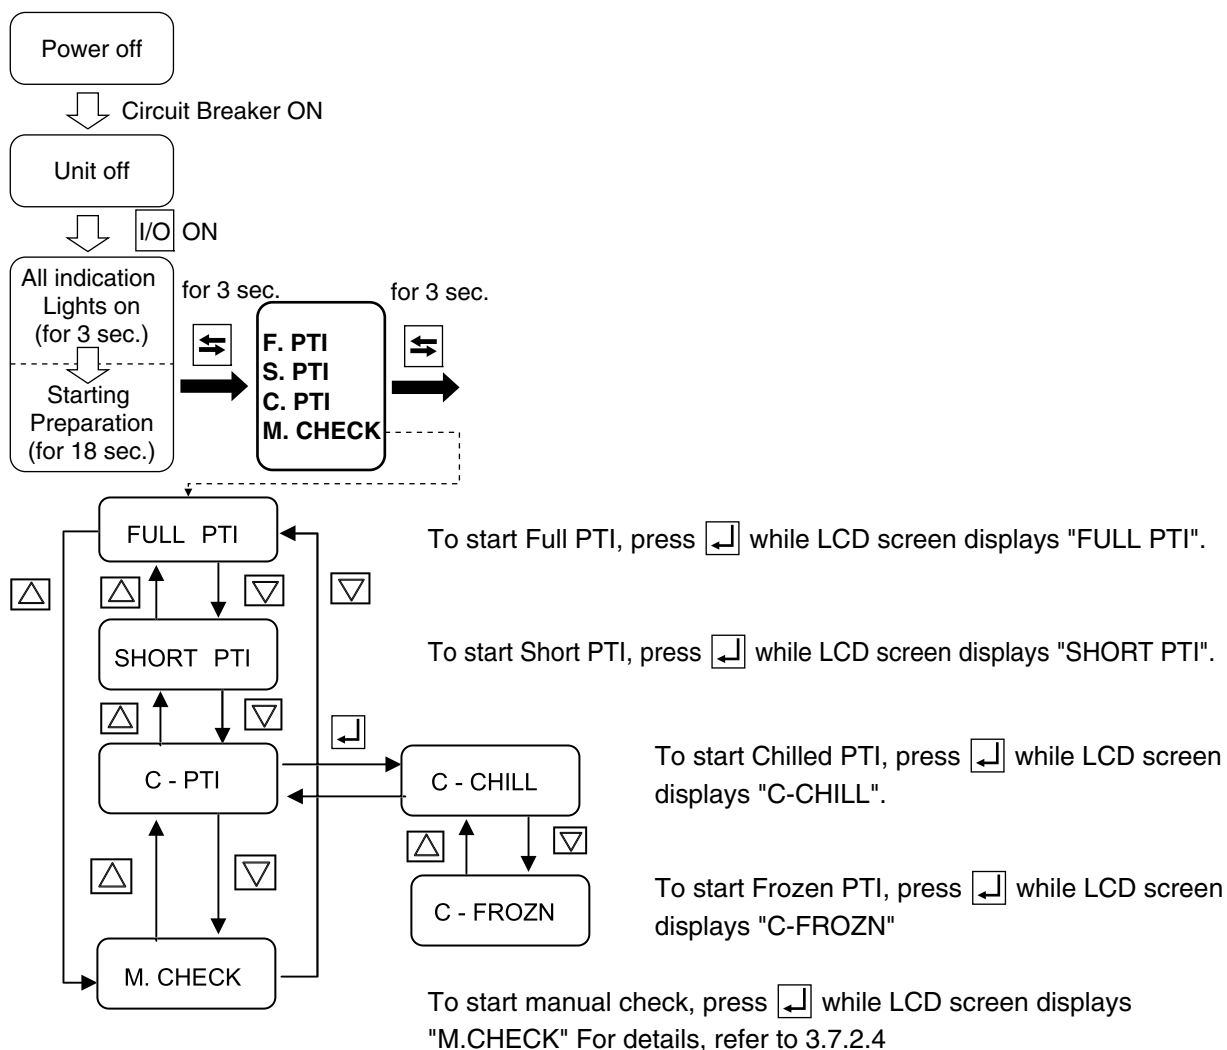 Power off
Circuit Breaker ON
Unit off
I/O ON
All indication
Lights on
(for 3 sec.)
Starting
Preparation
(for 18 sec.)
for 3 sec.
F. PTI
S. PTI
C. PTI
M. CHECK
for 3 sec.
FULL PTI
To start Full PTI, press while LCD screen displays "FULL PTI".
SHORT PTI
To start Short PTI, press while LCD screen displays "SHORT PTI".
C - PTI
C - CHILL
To start Chilled PTI, press while LCD screen
displays "C-CHILL".
C - FROZN
To start Frozen PTI, press while LCD screen
displays "C-FROZN"
M. CHECK
To start manual check, press while LCD screen displays
"M.CHECK" For details, refer to 3.7.2.4